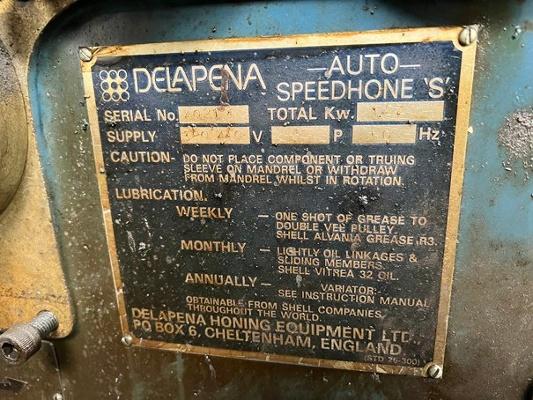 DELAPENA
—AUTO—
SPEEDHONE 'S'
SERIAL No. TOTAL Kw.
SUPPLY V P Hz
CAUTION- DO NOT PLACE COMPONENT OR TRUING
SLEEVE ON MANDREL OR WITHDRAW
FROM MANDREL WHILST IN ROTATION.
LUBRICATION.
WEEKLY — ONE SHOT OF GREASE TO
DOUBLE VEE PULLEY
SHELL ALVANIA GREASE R3.
MONTHLY — LIGHTLY OIL LINKAGES &
SLIDING MEMBERS
SHELL VITREA 32 OIL.
ANNUALLY — VARIATOR:
SEE INSTRUCTION MANUAL
OBTAINABLE FROM SHELL COMPANIES
THROUGHOUT THE WORLD.
DELAPENA HONING EQUIPMENT LTD.,
PO BOX 6, CHELTENHAM, ENGLAND
(STD 75-300)